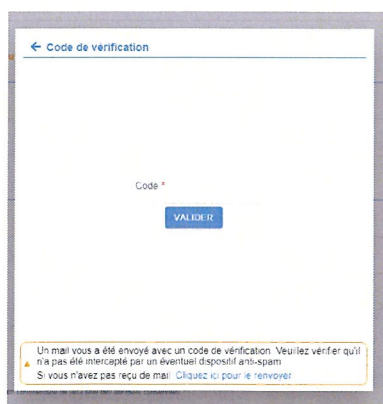 ← Code de vérification
Code *
VALIDER
Un mail vous a été envoyé avec un code de vérification. Veuillez vérifier qu'il
n'a pas été intercepté par un éventuel dispositif anti-spam
Si vous n'avez pas reçu de mail Cliquez ici pour le renvoyer